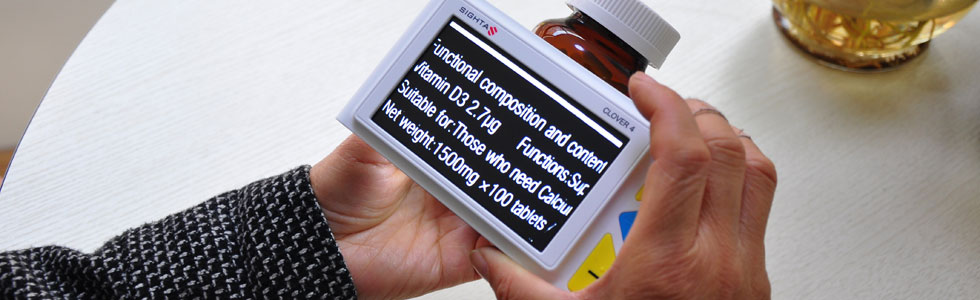 SIGHTA
Functional composition and content
Vitamin D3 2.7µg Functions:Sup
Suitable for:Those who need Calciu
Net weight:1500mg ×100 tablets /
CLOVER 4